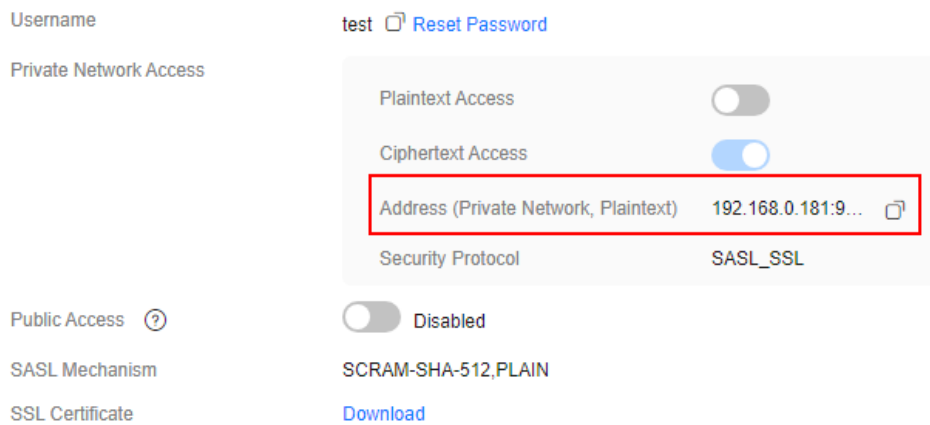 Username test Reset Password
Private Network Access
Plaintext Access
Ciphertext Access
Address (Private Network, Plaintext) 192.168.0.181:9...
Security Protocol SASL_SSL
Public Access ? Disabled
SASL Mechanism SCRAM-SHA-512,PLAIN
SSL Certificate Download